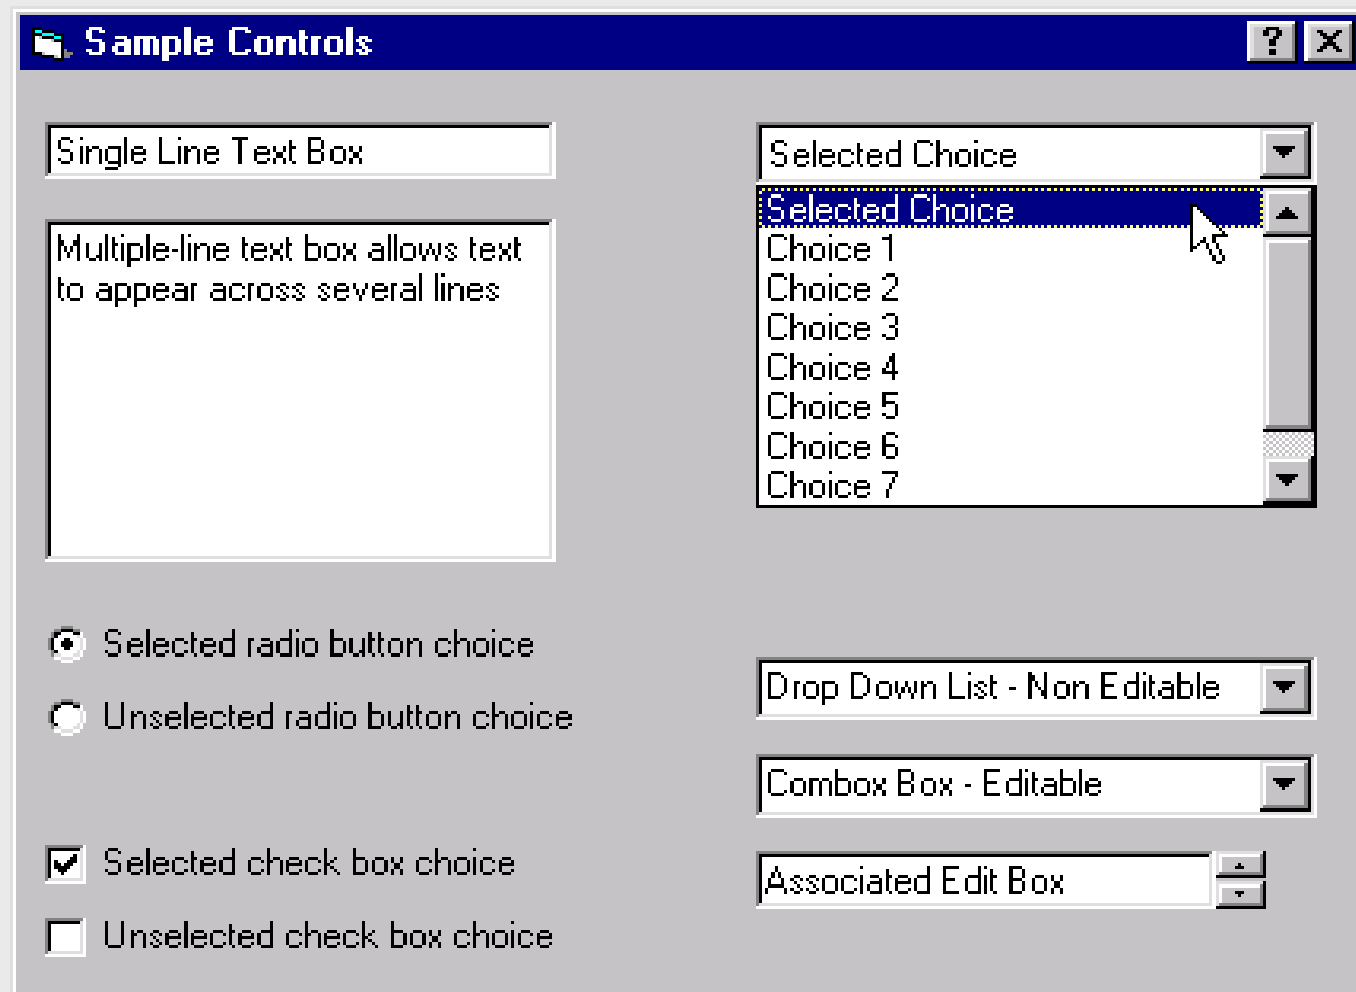 Sample Controls
Single Line Text Box
Multiple-line text box allows text
to appear across several lines
Selected radio button choice
Unselected radio button choice
Selected check box choice
Unselected check box choice
Selected Choice
Selected Choice
Choice 1
Choice 2
Choice 3
Choice 4
Choice 5
Choice 6
Choice 7
Drop Down List - Non Editable
Combox Box - Editable
Associated Edit Box